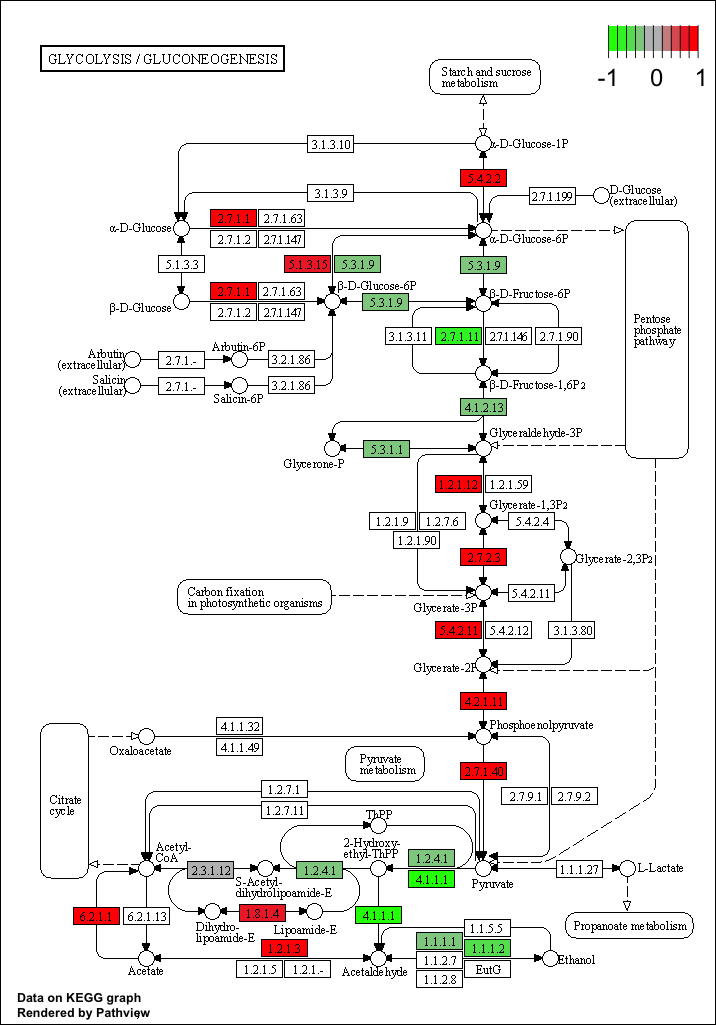 GLYCOLYSIS / GLUCONEOGENESIS
-1 0 1
Starch and sucrose
metabolism
3.1.3.10
α-D-Glucose-1P
5.4.2.2
3.1.3.9
2.7.1.199
D-Glucose
(extracellular)
α-D-Glucose
2.7.1.1
2.7.1.63
2.7.1.2
2.7.1.147
α-D-Glucose-6P
5.1.3.3
5.1.3.15
5.3.1.9
5.3.1.9
β-D-Glucose
2.7.1.1
2.7.1.63
2.7.1.2
2.7.1.147
β-D-Glucose-6P
5.3.1.9
β-D-Fructose-6P
Pentose
phosphate
pathway
3.1.3.11
2.7.1.11
2.7.1.146
2.7.1.90
Arbutin
(extracellular)
2.7.1.-
Arbutin-6P
3.2.1.86
Salicin
(extracellular)
2.7.1.-
Salicin-6P
3.2.1.86
β-D-Fructose-1,6P2
4.1.2.13
Glyceraldehyde-3P
Glycerone-P
5.3.1.1
1.2.1.12
1.2.1.59
Glycerate-1,3P2
1.2.1.9
1.2.7.6
1.2.1.90
5.4.2.4
2.7.2.3
Glycerate-2,3P2
Carbon fixation
in photosynthetic organisms
Glycerate-3P
5.4.2.11
5.4.2.11
5.4.2.12
3.1.3.80
Glycerate-2P
4.2.1.11
Oxaloacetate
4.1.1.32
4.1.1.49
Phosphoenolpyruvate
Pyruvate
metabolism
2.7.1.40
Citrate
cycle
1.2.7.1
1.2.7.11
2.7.9.1
2.7.9.2
ThPP
Acetyl-
CoA
2-Hydroxy-
ethyl-ThPP
2.3.1.12
S-Acetyl-
dihydrolipoamide-E
1.2.4.1
1.2.4.1
4.1.1.1
Pyruvate
1.1.1.27
L-Lactate
6.2.1.1
6.2.1.13
Dihydro-
lipoamide-E
1.8.1.4
Lipoamide-E
4.1.1.1
Propanoate metabolism
Acetate
1.2.1.3
1.2.1.5
1.2.1.-
Acetaldehyde
1.1.5.5
1.1.1.1
1.1.1.2
1.1.2.7
EutG
1.1.2.8
Ethanol
Data on KEGG graph
Rendered by Pathview